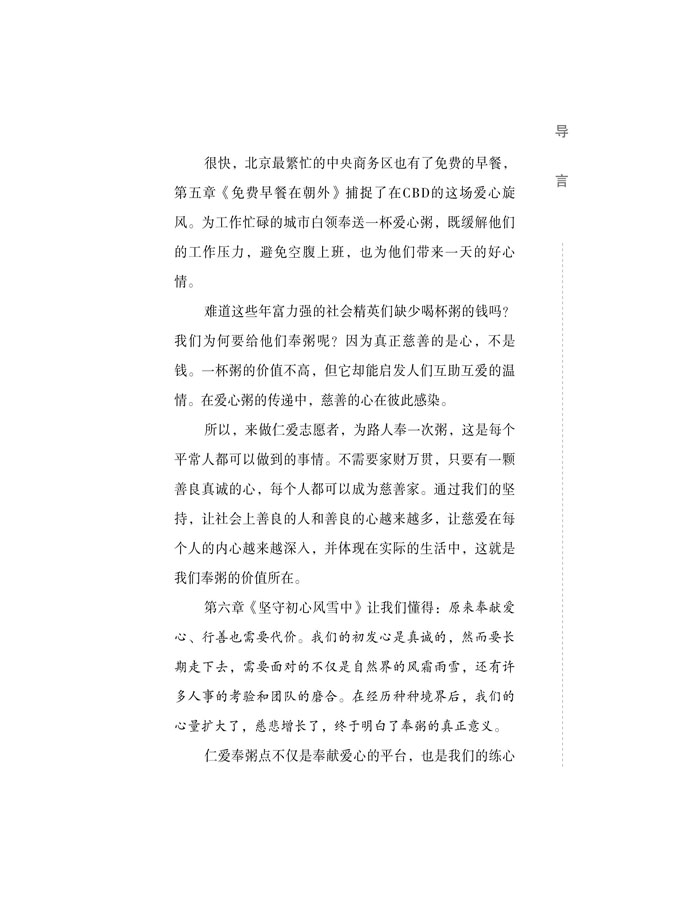 导言
很快，北京最繁忙的中央商务区也有了免费的早餐，
第五章《免费早餐在朝外》捕捉了在CBD的这场爱心旋
风。为工作忙碌的城市白领奉送一杯爱心粥，既缓解他们
的工作压力，避免空腹上班，也为他们带来一天的好心
情。
难道这些年富力强的社会精英们缺少喝杯粥的钱吗？
我们为何要给他们奉粥呢？因为真正慈善的是心，不是
钱。一杯粥的价值不高，但它却能启发人们互助互爱的温
情。在爱心粥的传递中，慈善的心在彼此感染。
所以，来做仁爱志愿者，为路人奉一次粥，这是每个
平常人都可以做到的事情。不需要家财万贯，只要有一颗
善良真诚的心，每个人都可以成为慈善家。通过我们的坚
持，让社会上善良的人和善良的心越来越多，让慈爱在每
个人的内心越来越深入，并体现在实际的生活中，这就是
我们奉粥的价值所在。
第六章《坚守初心风雪中》让我们懂得：原来奉献爱
心、行善也需要代价。我们的初发心是真诚的，然而要长
期走下去，需要面对的不仅是自然界的风霜雨雪，还有许
多人事的考验和团队的磨合。在经历种种境界后，我们的
心量扩大了，慈悲增长了，终于明白了奉粥的真正意义。
仁爱奉粥点不仅是奉献爱心的平台，也是我们的练心